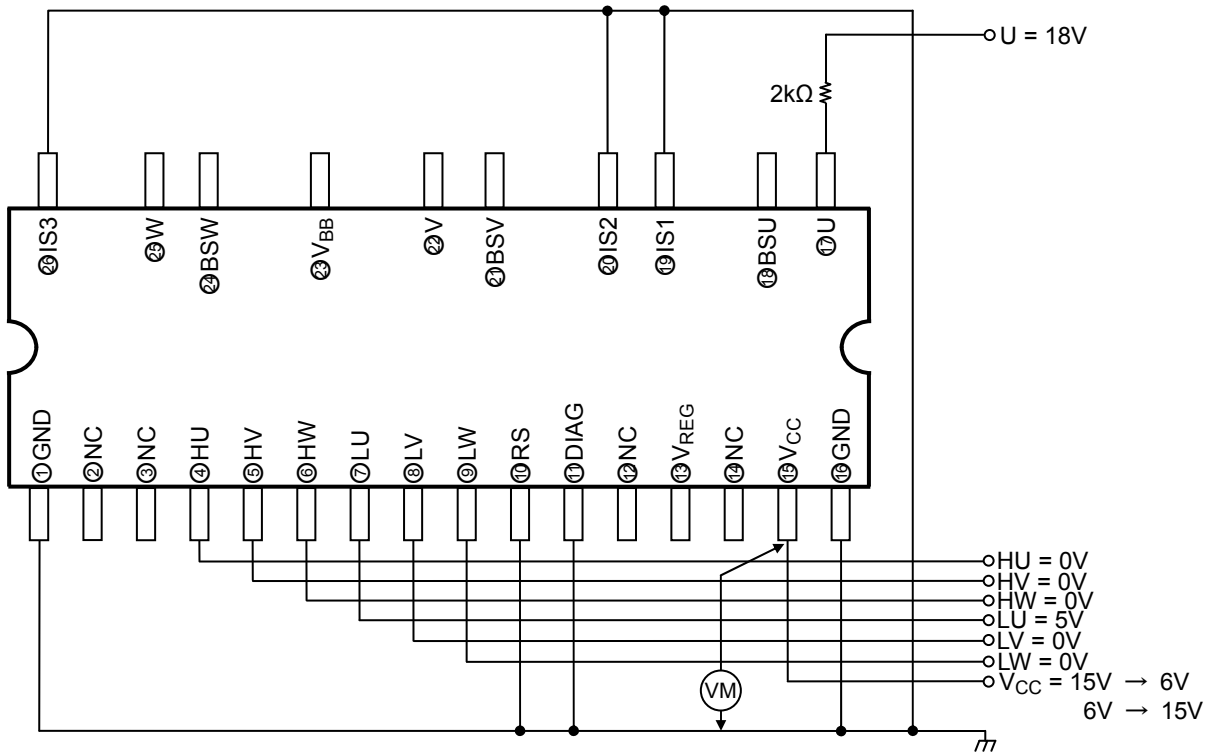 U = 18V
2kΩ
㉖IS3
㉕W
㉔BSW
㉓VBB
㉒V
㉑BSV
⑳IS2
⑲IS1
⑱BSU
⑰U
①GND
②NC
③NC
④HU
⑤HV
⑥HW
⑦LU
⑧LV
⑨LW
⑩RS
⑪DIAG
⑫NC
⑬VREG
⑭NC
⑮VCC
⑯GND
HU = 0V
HV = 0V
HW = 0V
LU = 5V
LV = 0V
LW = 0V
VM
VCC = 15V → 6V
6V → 15V